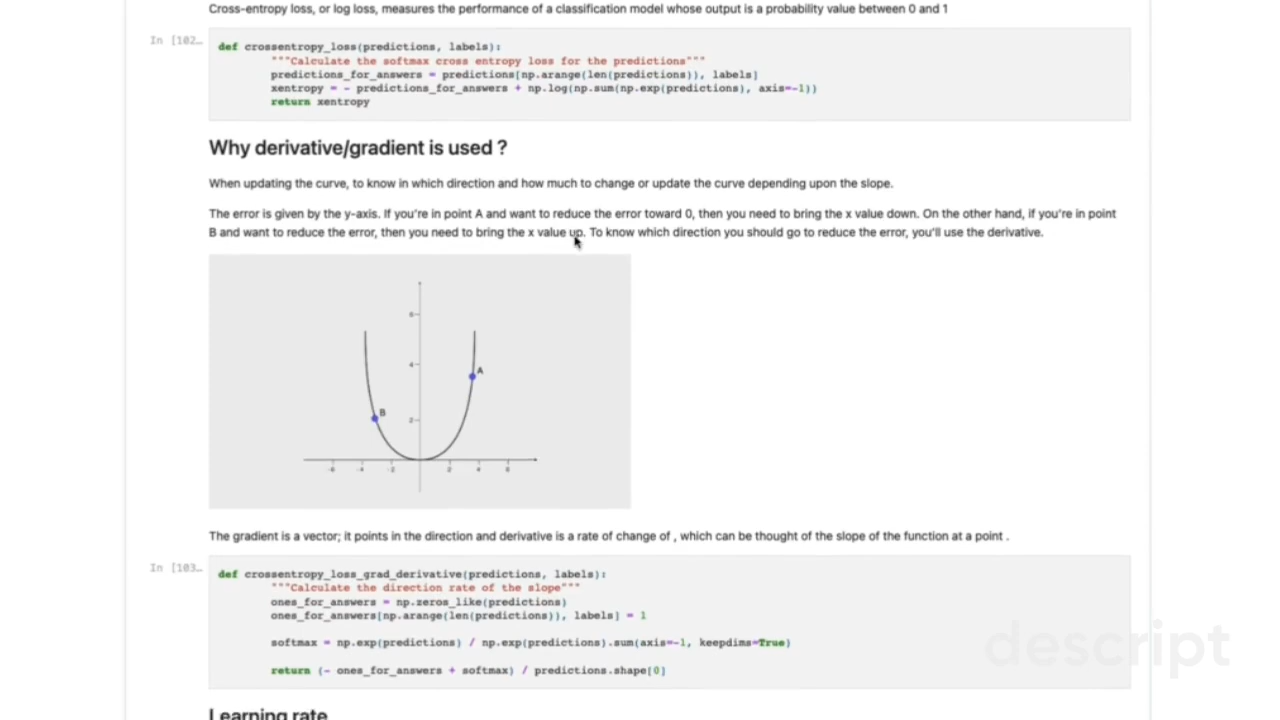 Cross-entropy loss, or log loss, measures the performance of a classification model whose output is a probability value between 0 and 1
In [102…
def crossentropy_loss(predictions, labels):
"""Calculate the softmax cross entropy loss for the predictions"""
predictions_for_answers = predictions[np.arange(len(predictions)), labels]
xentropy = - predictions_for_answers + np.log(np.sum(np.exp(predictions), axis=-1))
return xentropy
Why derivative/gradient is used ?
When updating the curve, to know in which direction and how much to change or update the curve depending upon the slope.
The error is given by the y-axis. If you're in point A and want to reduce the error toward 0, then you need to bring the x value down. On the other hand, if you're in point
B and want to reduce the error, then you need to bring the x value up. To know which direction you should go to reduce the error, you'll use the derivative.
6
4
A
B
2
-6 -4 -2 2 4 6
The gradient is a vector; it points in the direction and derivative is a rate of change of , which can be thought of the slope of the function at a point .
In [103…
def crossentropy_loss_grad_derivative(predictions, labels):
"""Calculate the direction rate of the slope"""
ones_for_answers = np.zeros_like(predictions)
ones_for_answers[np.arange(len(predictions)), labels] = 1
softmax = np.exp(predictions) / np.exp(predictions).sum(axis=-1, keepdims=True)
return (- ones_for_answers + softmax) / predictions.shape[0]
descript
Learning rate